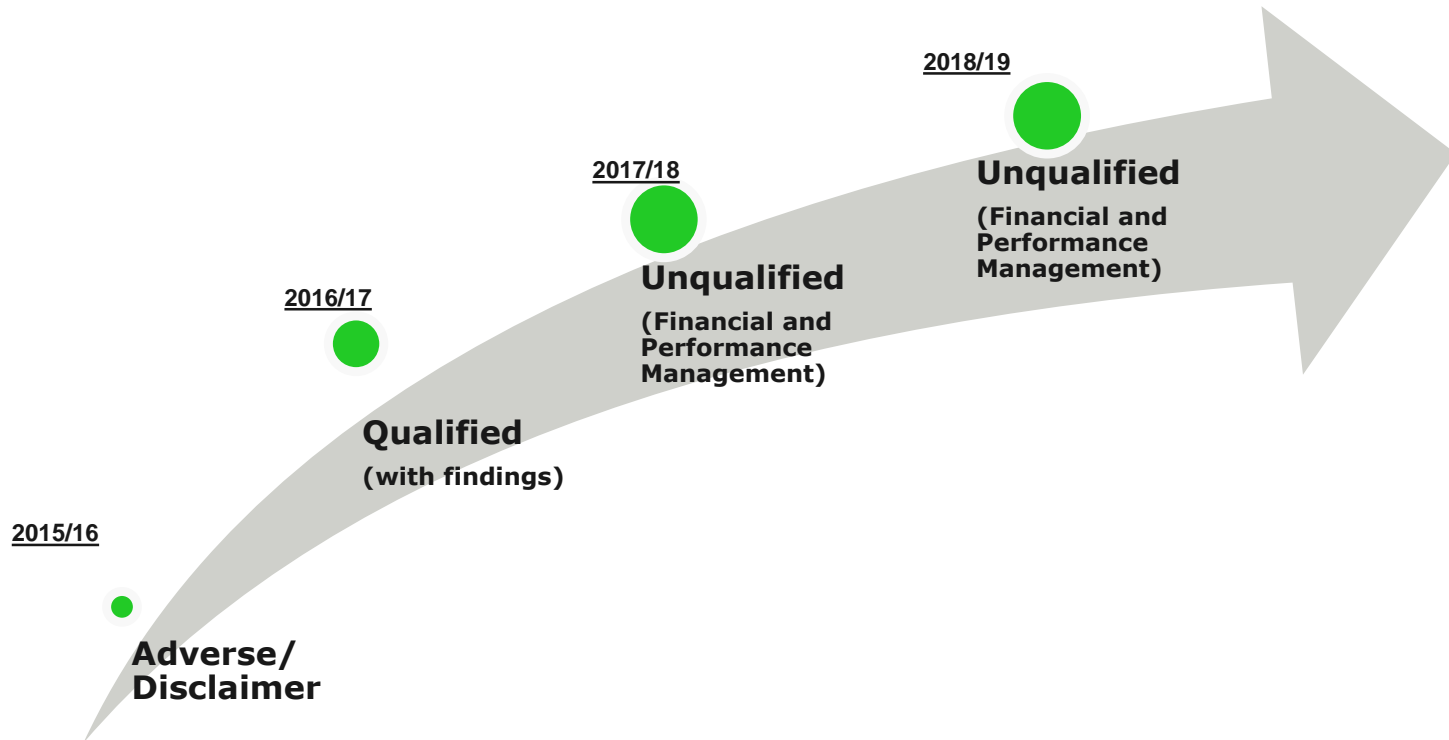 2015/16
Adverse/
Disclaimer
2016/17
Qualified
(with findings)
2017/18
Unqualified
(Financial and
Performance
Management)
2018/19
Unqualified
(Financial and
Performance
Management)